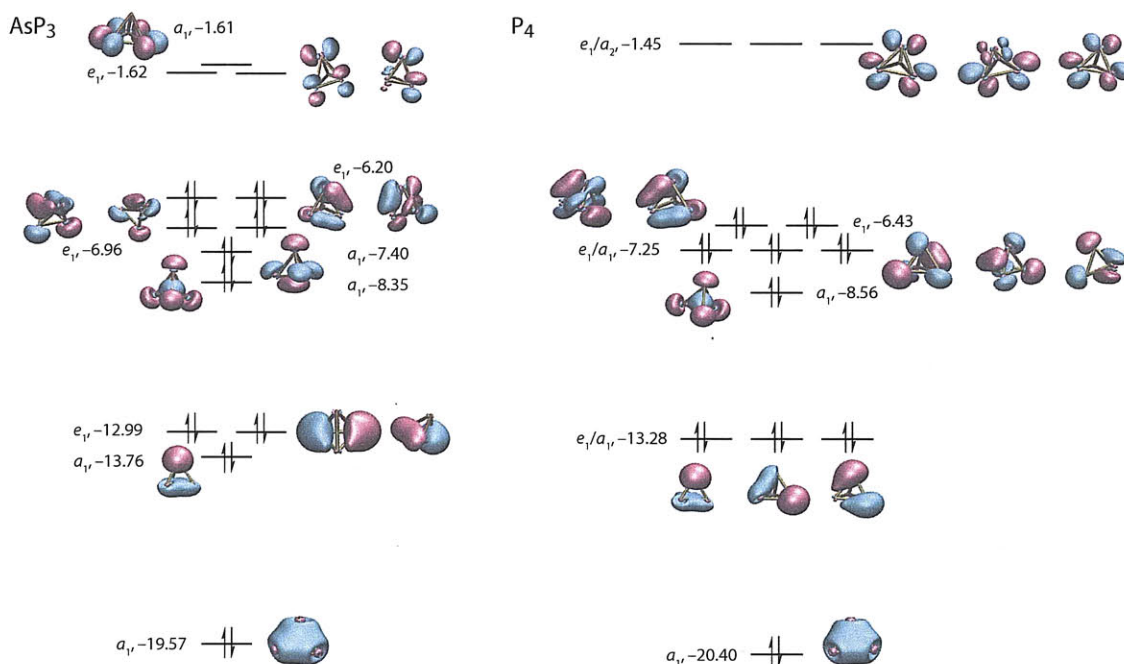 AsP3
a1, -1.61
e1, -1.62
e1, -6.20
e1, -6.96
a1, -7.40
a1, -8.35
e1, -12.99
a1, -13.76
a1, -19.57
P4
e1/a2, -1.45
e1, -6.43
e1/a1, -7.25
a1, -8.56
e1/a1, -13.28
a1, -20.40